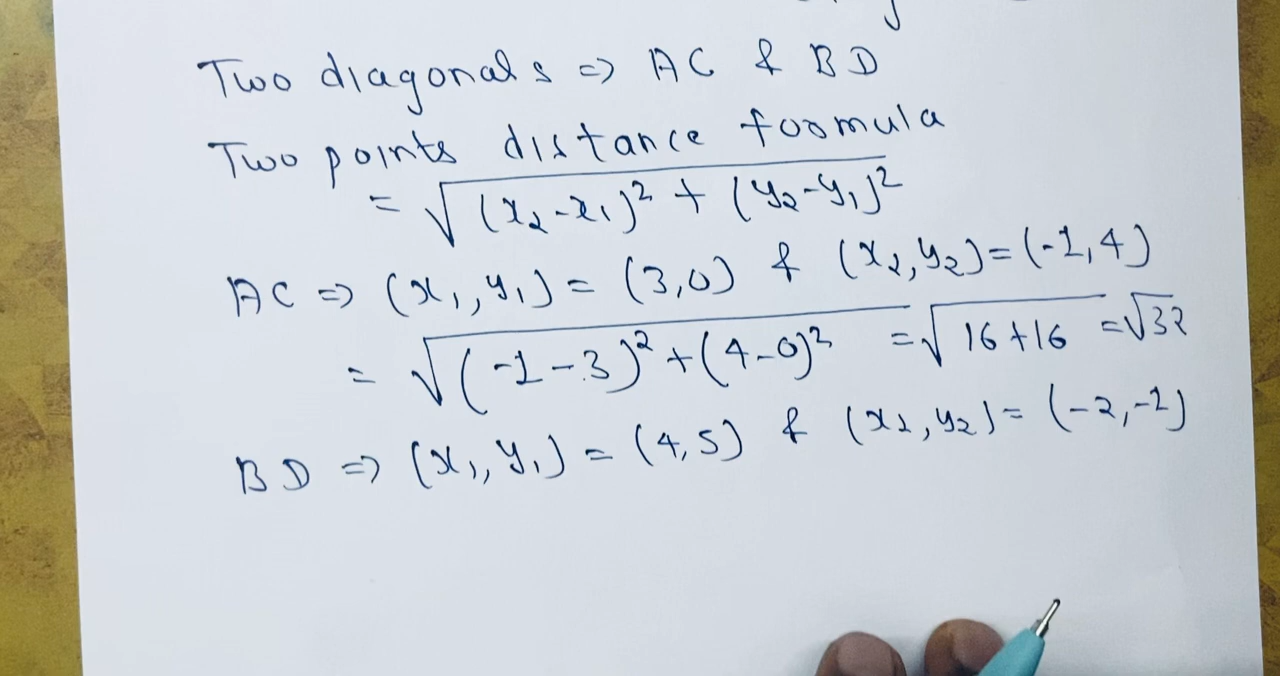 Two diagonals => AC & BD
Two points distance formula
= √(x₂-x₁)² + (y₂-y₁)²
AC => (x₁,y₁) = (3,0) & (x₂,y₂) = (-1,4)
= √(-1-3)² + (4-0)² = √16+16 = √32
BD => (x₁,y₁) = (4,5) & (x₂,y₂) = (-2,-1)